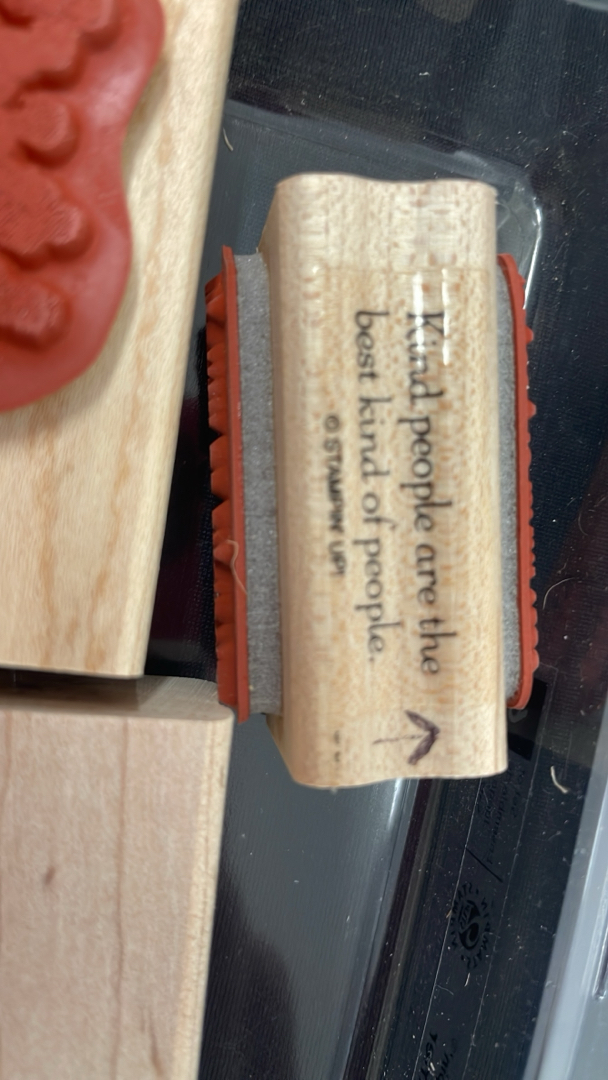 Kind people are the
best kind of people.
© STAMPIN' UP!